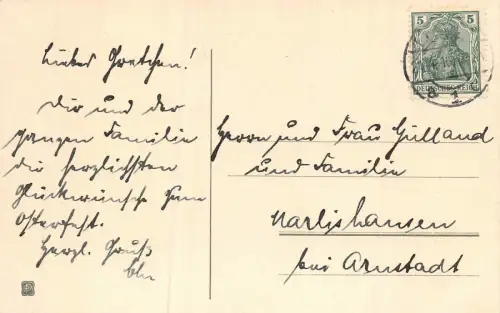 Liebes Gretchen!
Dir und der
ganzen Familie
die herzlichsten
Glückwünsche zum
Osterfest.
Herzl. Gruß
Herrn und Frau Gülland
und Familie
Marlishausen
bei Arnstadt
5 5
DEUTSCHES REICH